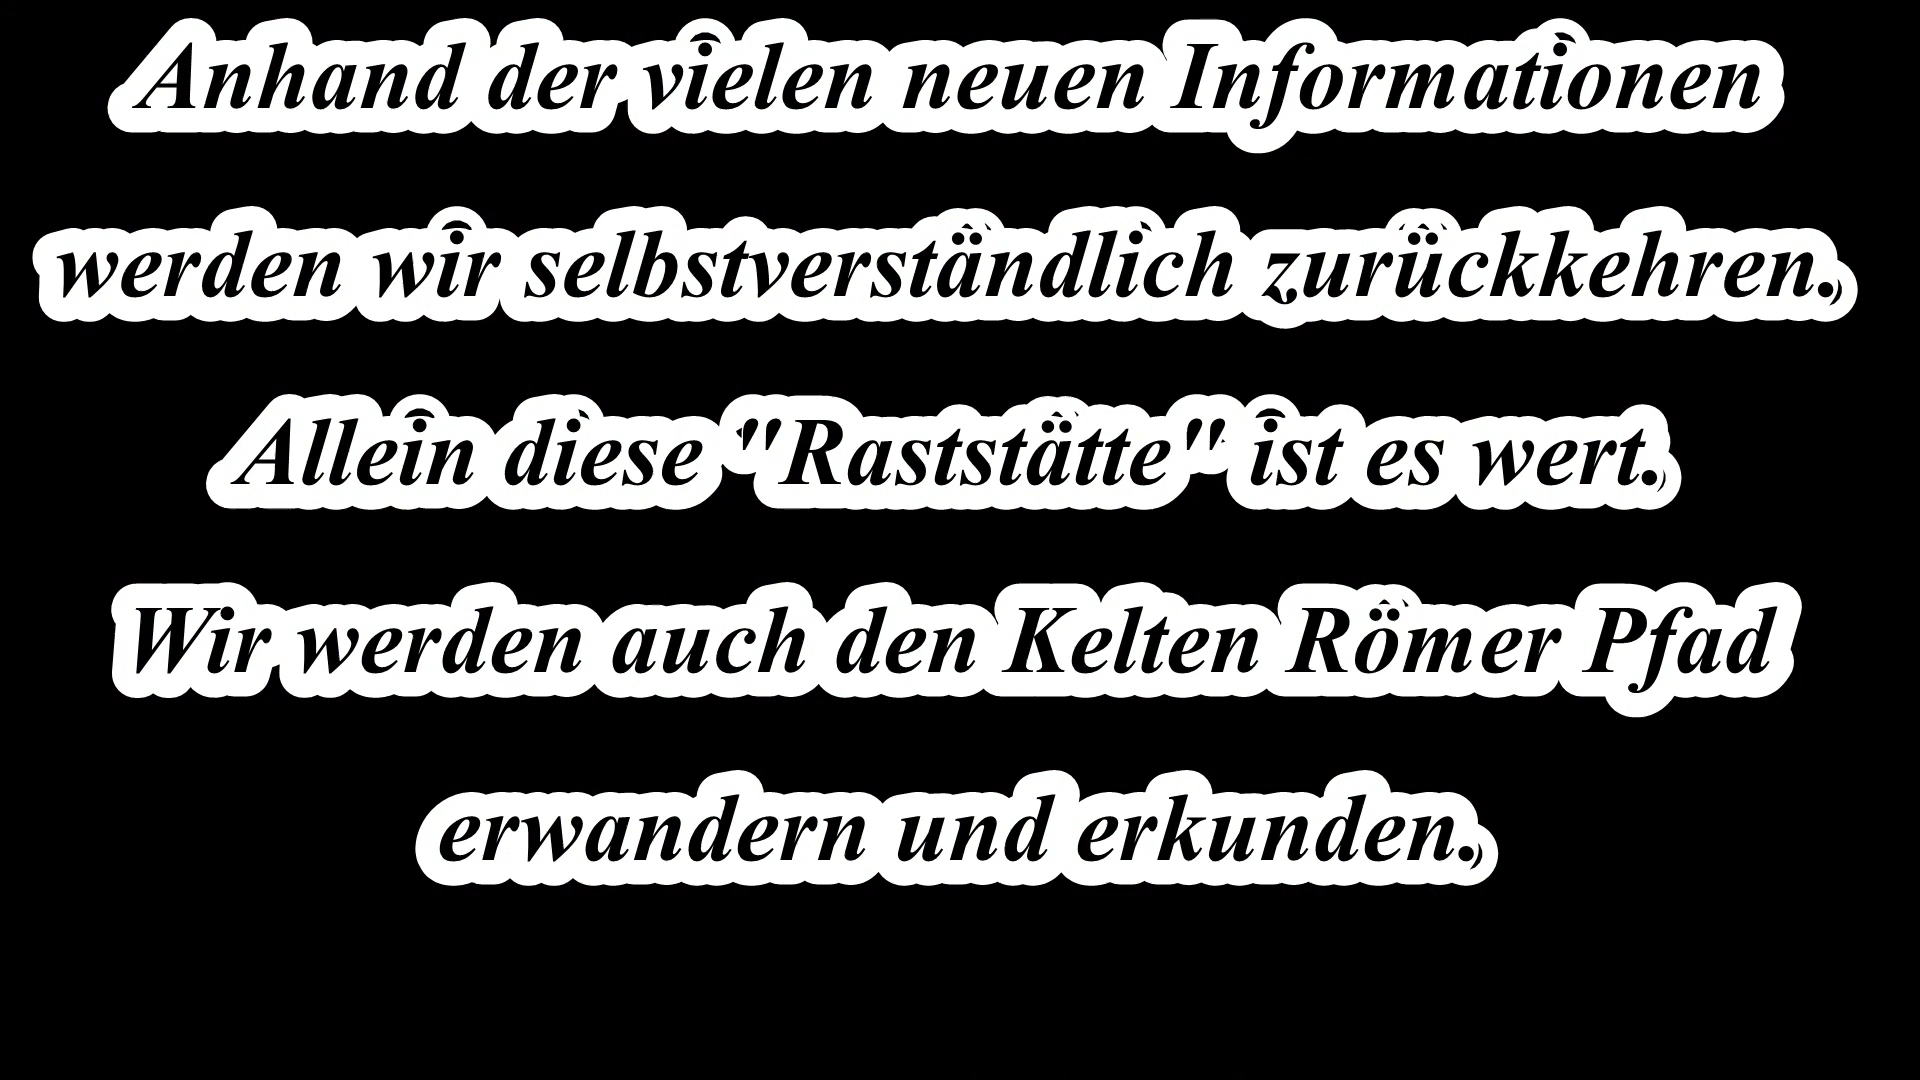 Anhand der vielen neuen Informationen
werden wir selbstverständlich zurückkehren.
Allein diese "Raststätte" ist es wert.
Wir werden auch den Kelten Römer Pfad
erwandern und erkunden.